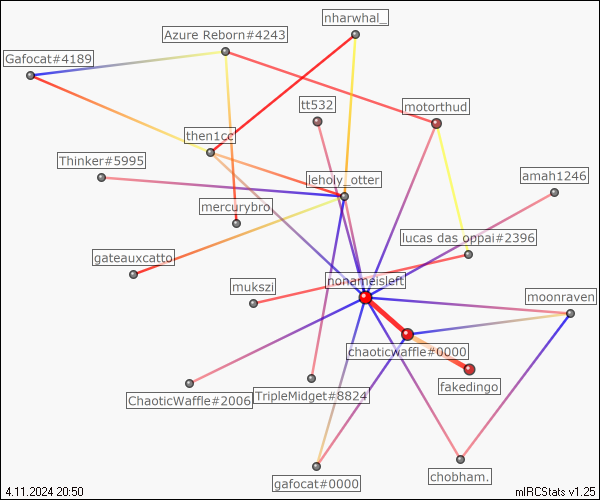 nharwhal_
Azure Reborn#4243
Gafocat#4189
tt532
motorthud
then1cc
Thinker#5995
leholy_otter
amah1246
mercurybro
lucas das oppai#2396
gateauxcatto
nonameisleft
mukszi
moonraven
chaoticwaffle#0000
fakedingo
ChaoticWaffle#2006
TripleMidget#8824
gafocat#0000
chobham.
4.11.2024 20:50
mIRCStats v1.25